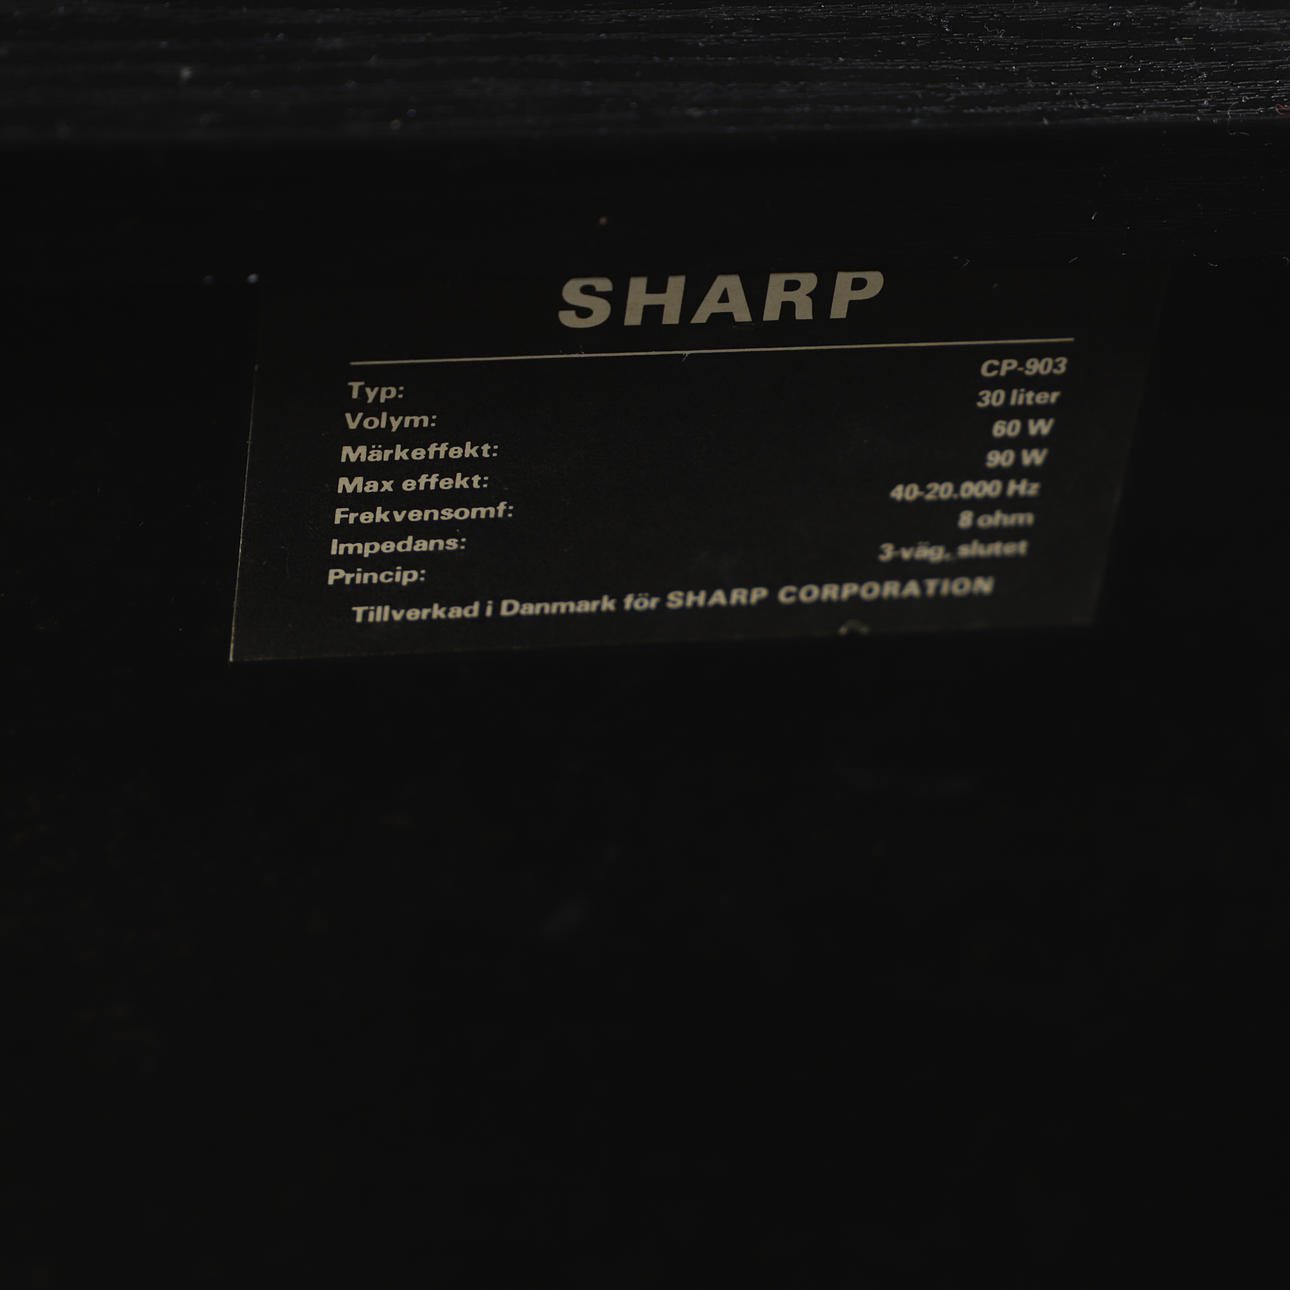 SHARP
Typ: CP-903
Volym: 30 liter
Märkeffekt: 60 W
Max effekt: 90 W
Frekvensomf: 40-20.000 Hz
Impedans: 8 ohm
Princip: 3-väg, slutet
Tillverkad i Danmark för SHARP CORPORATION